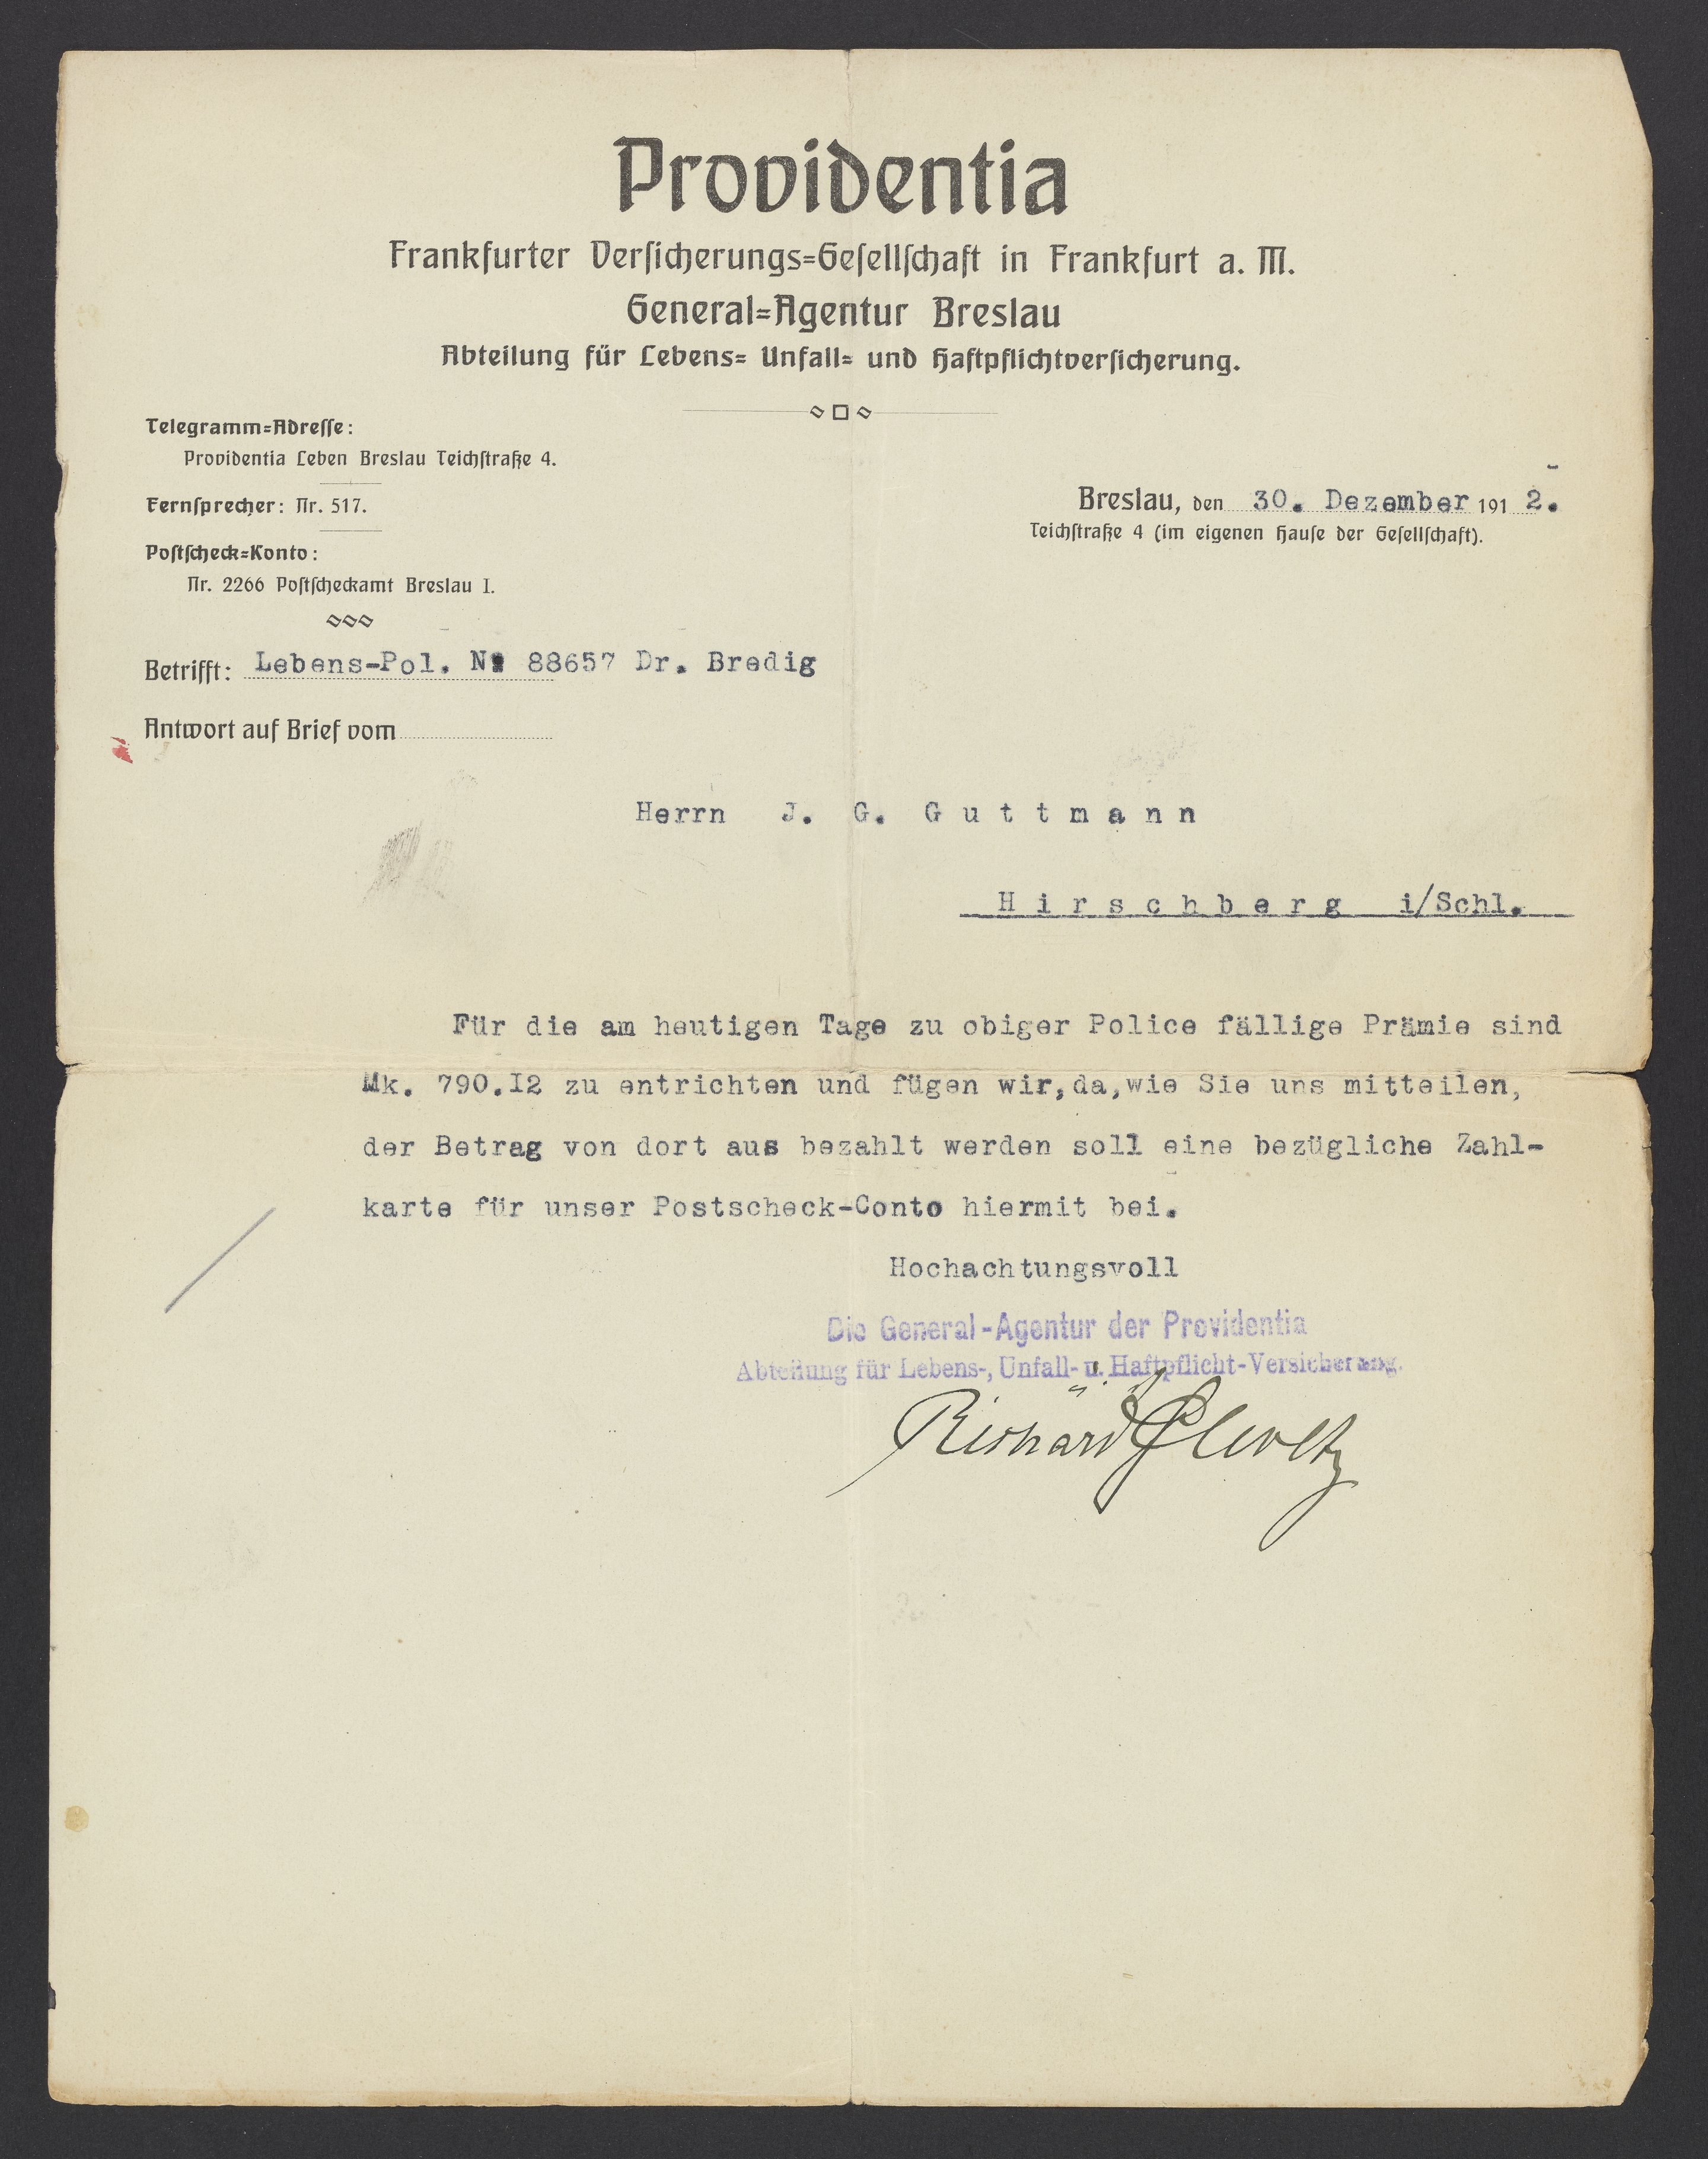 Providentia
Frankfurter Versicherungs=Gesellschaft in Frankfurt a. M.
General=Agentur Breslau
Abteilung für Lebens= Unfall= und Haftpflichtversicherung.
Telegramm=Adresse:
Providentia Leben Breslau Teichstraße 4.
Fernsprecher: Nr. 517.
Postscheck=Konto:
Nr. 2266 Postscheckamt Breslau I.
Breslau, den 30. Dezember 191 2.
Teichstraße 4 (im eigenen Hause der Gesellschaft).
Betrifft: Lebens-Pol. No 88657 Dr. Bredig
Antwort auf Brief vom
Herrn J. G. Guttmann
Hirschberg i/Schl.
Für die am heutigen Tage zu obiger Police fällige Prämie sind
Mk. 790.I2 zu entrichten und fügen wir,da,wie Sie uns mitteilen,
der Betrag von dort aus bezahlt werden soll eine bezügliche Zahl-
karte für unser Postscheck-Conto hiermit bei.
Hochachtungsvoll
Die General-Agentur der Providentia
Abteilung für Lebens-, Unfall- u. Haftpflicht-Versicherung.
Richard